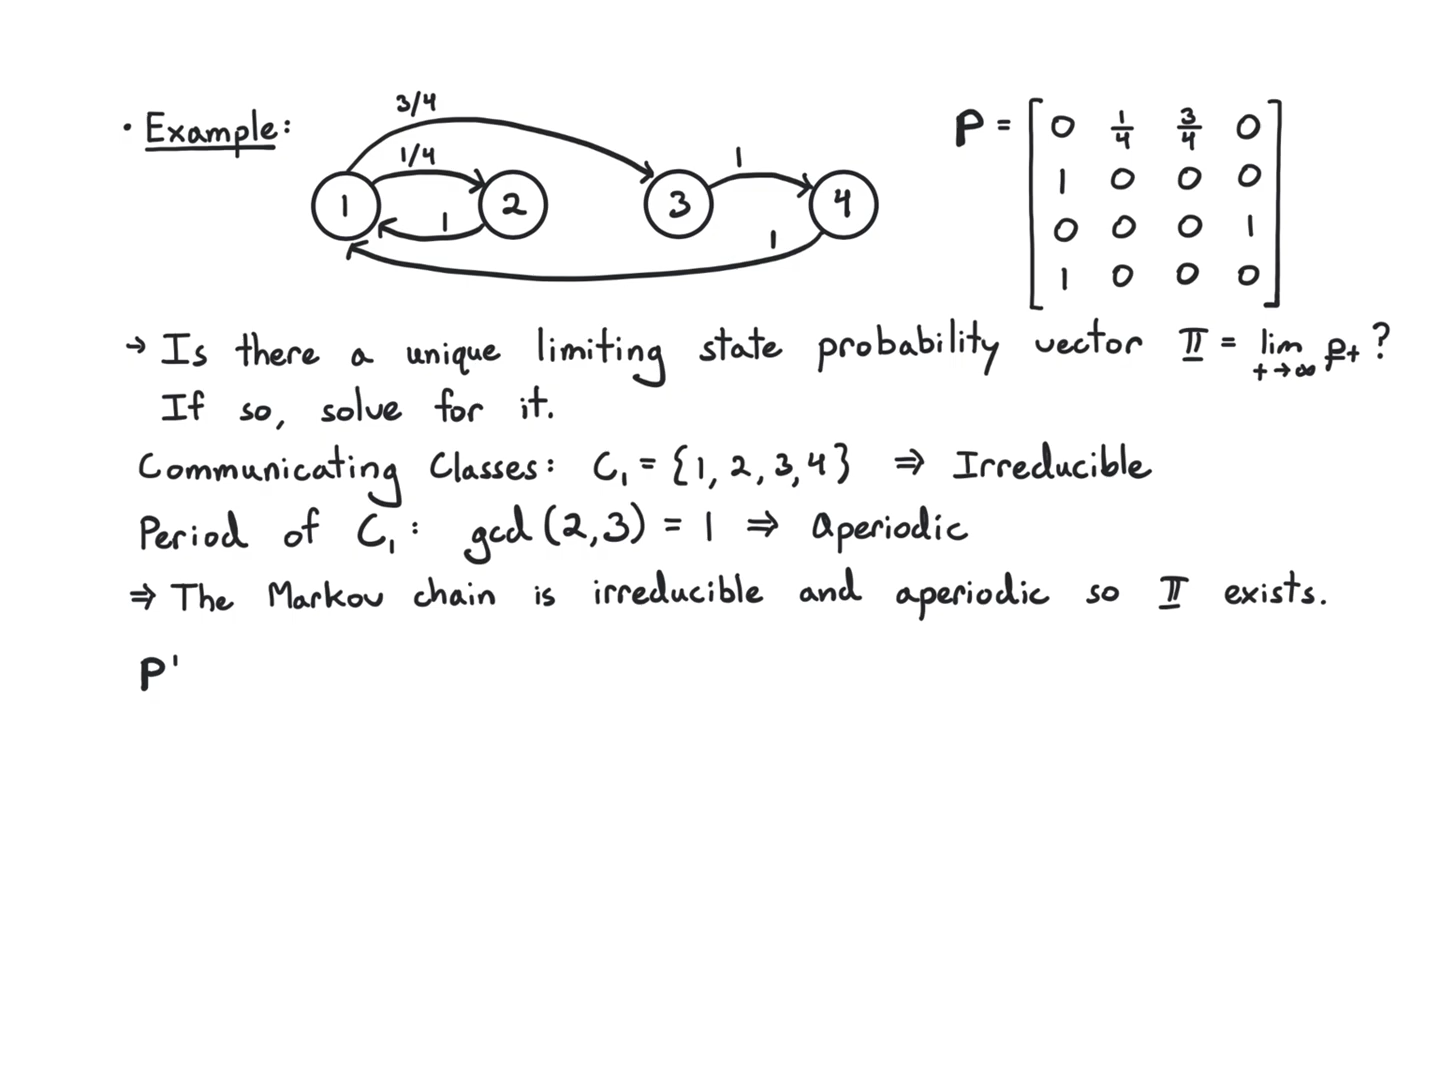 • Example:
3/4
1/4
1
1
1
1 2 3 4
P = [ 0 1/4 3/4 0
1 0 0 0
0 0 0 1
1 0 0 0 ]
→ Is there a unique limiting state probability vector π = lim t→∞ p_t ?
If so, solve for it.
Communicating Classes: C₁ = {1, 2, 3, 4} ⇒ Irreducible
Period of C₁: gcd (2,3) = 1 ⇒ Aperiodic
⇒ The Markov chain is irreducible and aperiodic so π exists.
P'